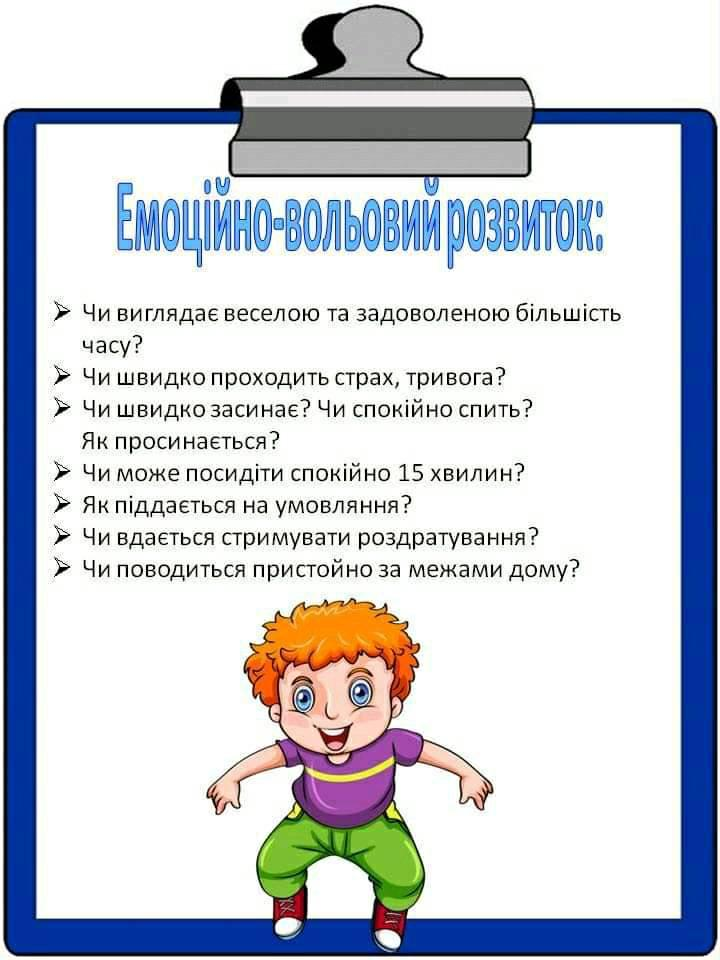 Емоційно-вольовий розвиток:
➢ Чи виглядає веселою та задоволеною більшість
часу?
➢ Чи швидко проходить страх, тривога?
➢ Чи швидко засинає? Чи спокійно спить?
Як просинається?
➢ Чи може посидіти спокійно 15 хвилин?
➢ Як піддається на умовляння?
➢ Чи вдається стримувати роздратування?
➢ Чи поводиться пристойно за межами дому?